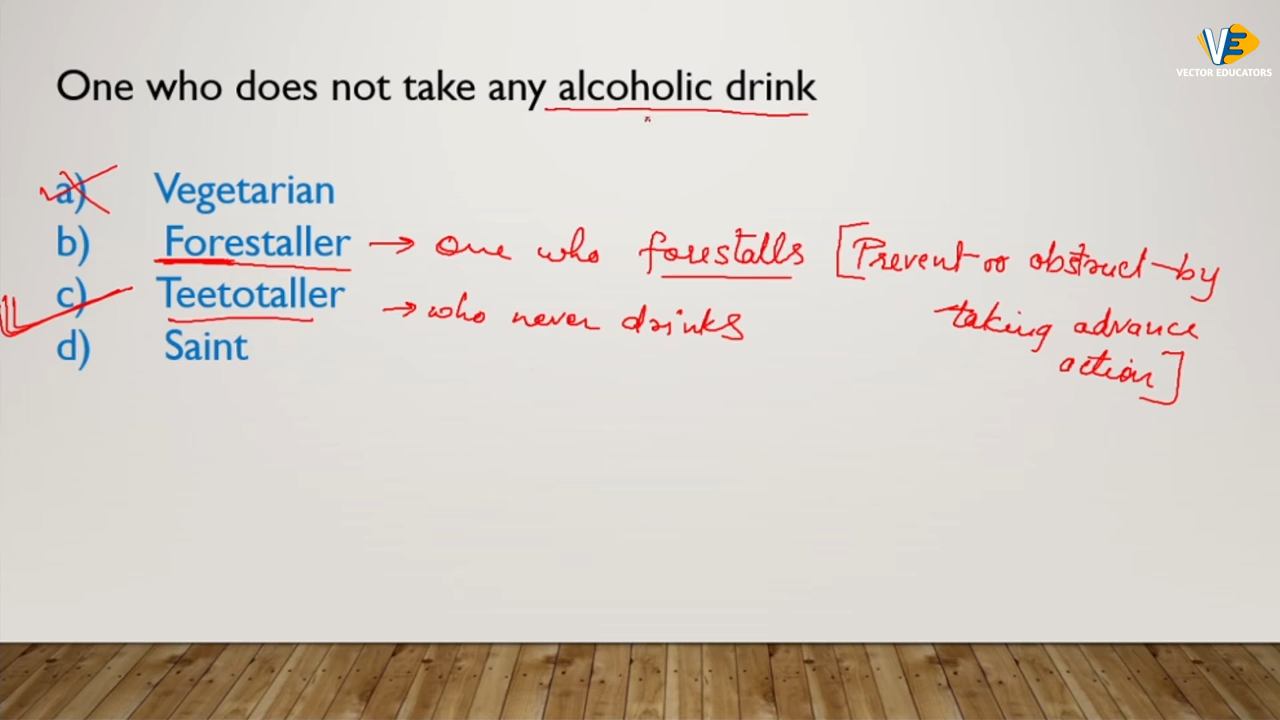 VE
VECTOR EDUCATORS
One who does not take any alcoholic drink
a) Vegetarian
b) Forestaller → one who forestalls [Prevent or obstruct by
taking advance
action]
c) Teetotaller → who never drinks
d) Saint